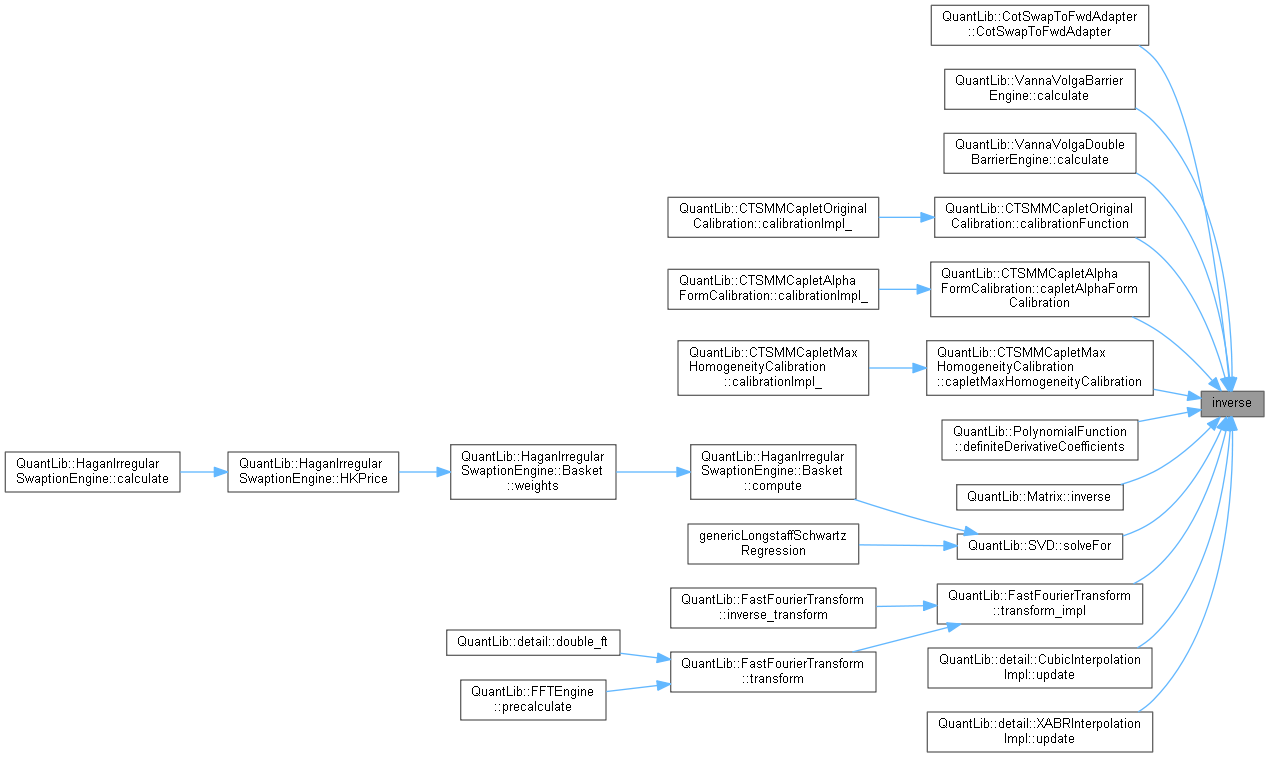 QuantLib::CotSwapToFwdAdapter
::CotSwapToFwdAdapter
QuantLib::VannaVolgaBarrier
Engine::calculate
QuantLib::VannaVolgaDouble
BarrierEngine::calculate
QuantLib::CTSMMCapletOriginal
Calibration::calibrationImpl_
QuantLib::CTSMMCapletOriginal
Calibration::calibrationFunction
QuantLib::CTSMMCapletAlpha
FormCalibration::calibrationImpl_
QuantLib::CTSMMCapletAlpha
FormCalibration::capletAlphaForm
Calibration
QuantLib::CTSMMCapletMax
HomogeneityCalibration
::calibrationImpl_
QuantLib::CTSMMCapletMax
HomogeneityCalibration
::capletMaxHomogeneityCalibration
inverse
QuantLib::PolynomialFunction
::definiteDerivativeCoefficients
QuantLib::HaganIrregular
SwaptionEngine::calculate
QuantLib::HaganIrregular
SwaptionEngine::HKPrice
QuantLib::HaganIrregular
SwaptionEngine::Basket
::weights
QuantLib::HaganIrregular
SwaptionEngine::Basket
::compute
QuantLib::Matrix::inverse
genericLongstaffSchwartz
Regression
QuantLib::SVD::solveFor
QuantLib::FastFourierTransform
::inverse_transform
QuantLib::FastFourierTransform
::transform_impl
QuantLib::detail::double_ft
QuantLib::FastFourierTransform
::transform
QuantLib::detail::CubicInterpolation
Impl::update
QuantLib::FFTEngine
::precalculate
QuantLib::detail::XABRInterpolation
Impl::update